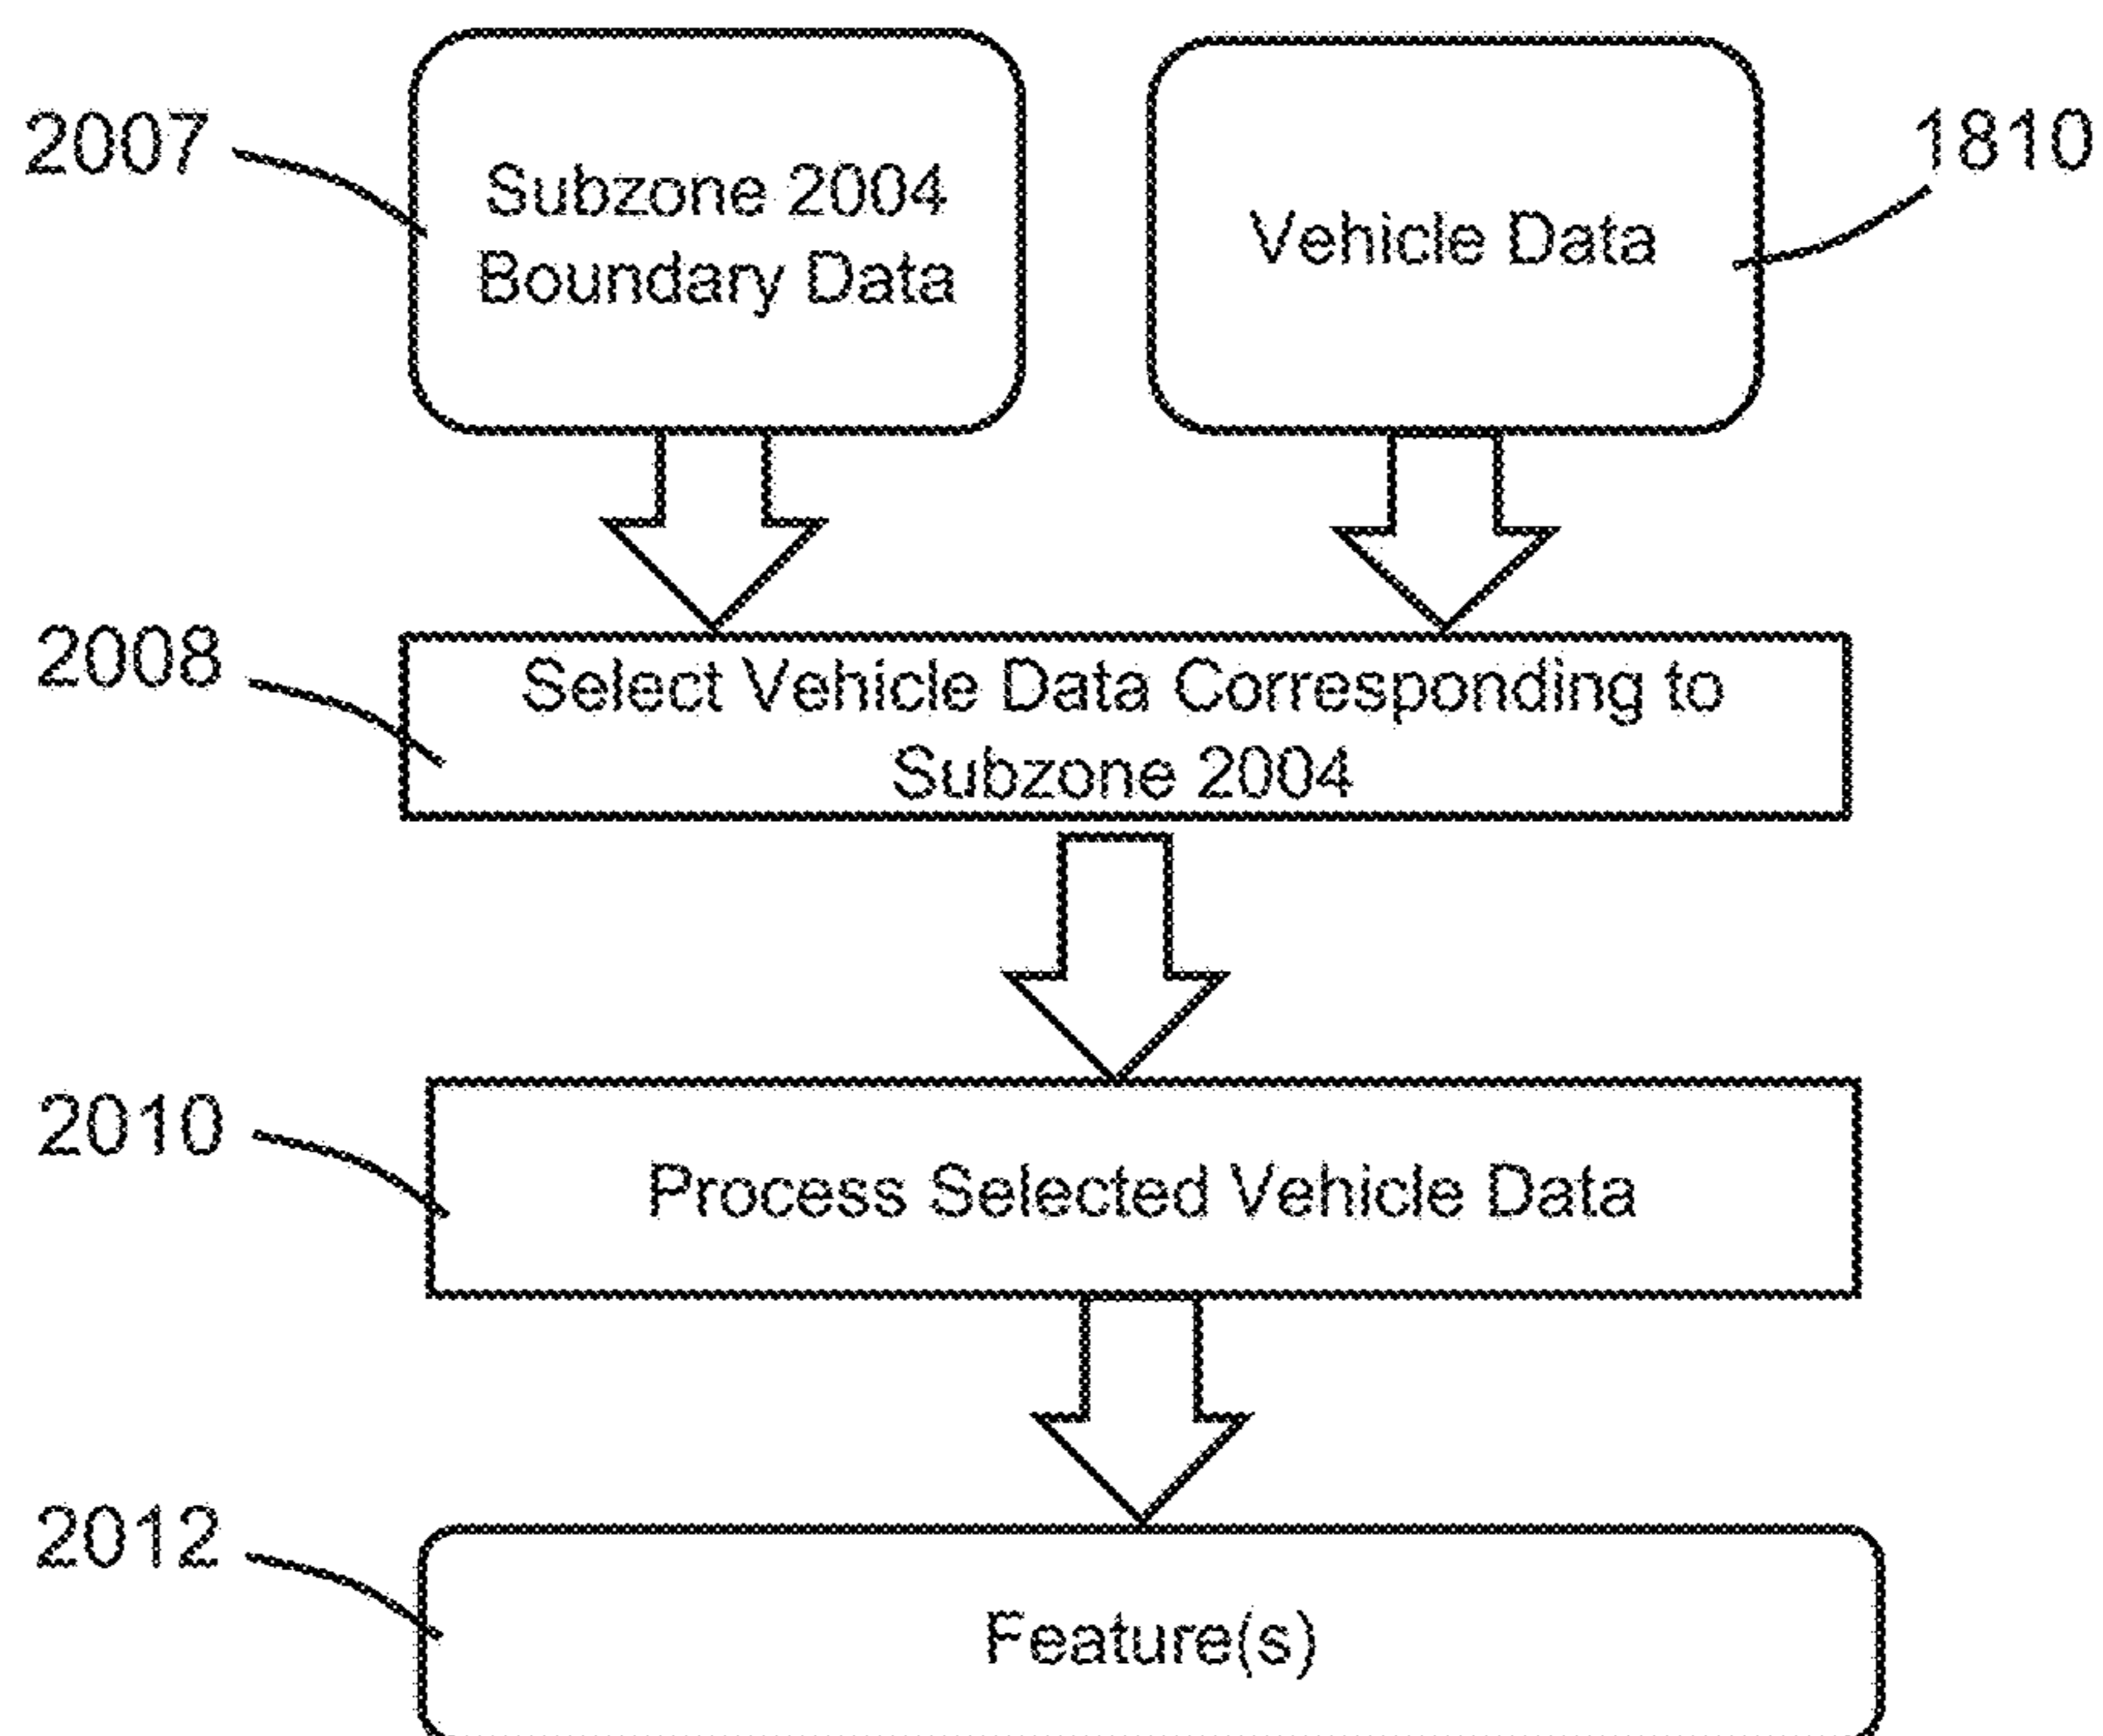 2007
Subzone 2004
Boundary Data
Vehicle Data
1810
2008
Select Vehicle Data Corresponding to
Subzone 2004
2010
Process Selected Vehicle Data
2012
Feature(s)